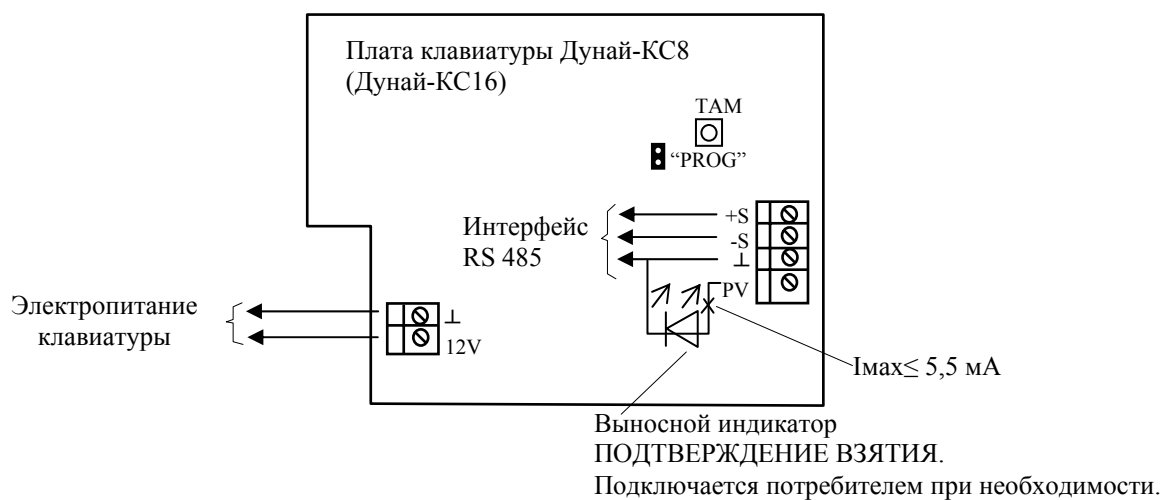 Плата клавиатуры Дунай-КС8
(Дунай-КС16)
ТАМ
“PROG”
Интерфейс
RS 485
+S
-S
⊥
PV
Электропитание
клавиатуры
⊥
12V
Iмах≤ 5,5 мА
Выносной индикатор
ПОДТВЕРЖДЕНИЕ ВЗЯТИЯ.
Подключается потребителем при необходимости.